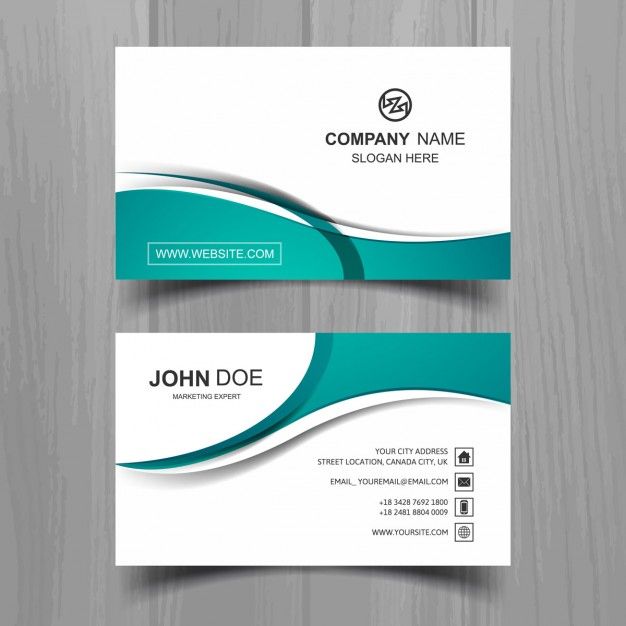 COMPANY NAME
SLOGAN HERE
WWW.WEBSITE.COM
JOHN DOE
MARKETING EXPERT
YOUR CITY ADDRESS
STREET LOCATION, CANADA CITY, UK
EMAIL_ YOUREMAIL@EMAIL.COM
+18 3428 7692 1800
+18 2481 8804 0009
WWW.YOURSITE.COM